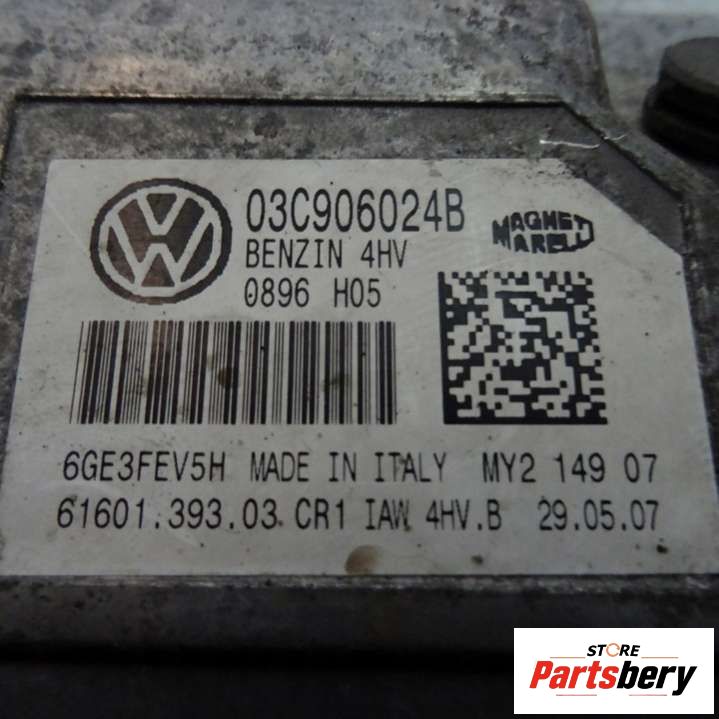 03C906024B
MAGNETI
MARELLI
BENZIN 4HV
0896 H05
6GE3FEV5H MADE IN ITALY MY2 149 07
61601.393.03 CR1 IAW 4HV.B 29.05.07
STORE
Partsbery